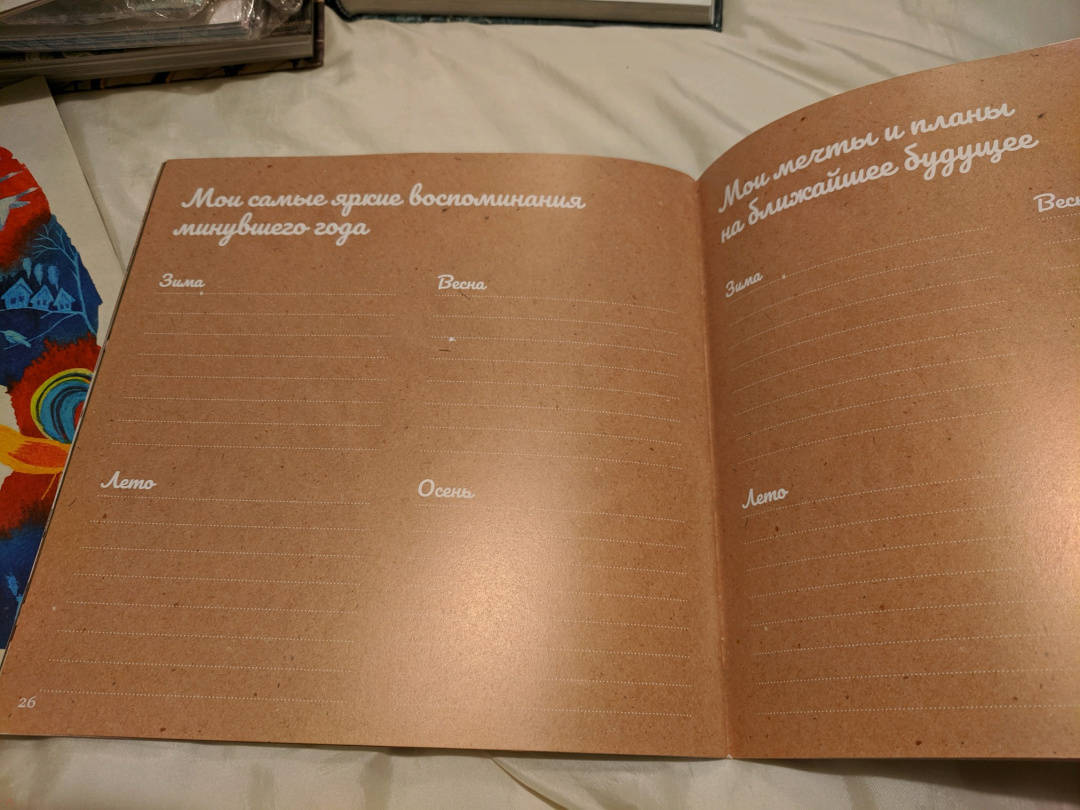 Мои самые яркие воспоминания
минувшего года
Зима
Весна
Лето
Осень
26
Мои мечты и планы
на ближайшее будущее
Зима
Лето